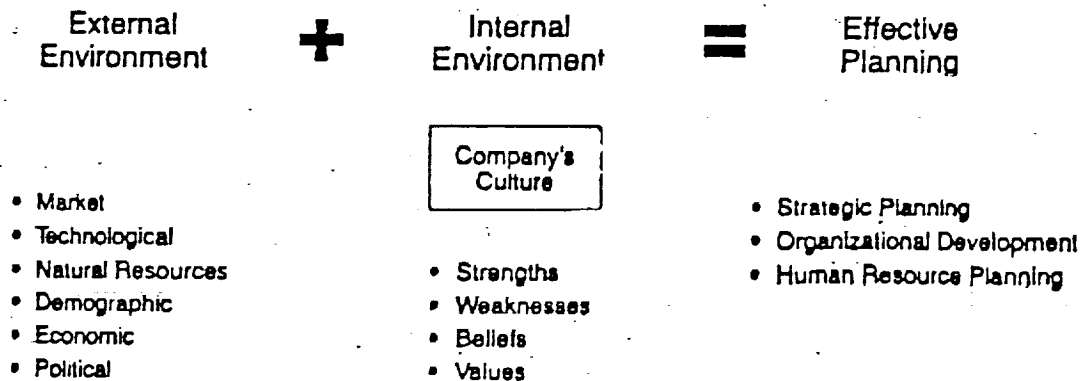 External
Environment
+
Internal
Environment
=
Effective
Planning
Company's
Culture
• Market
• Technological
• Natural Resources
• Demographic
• Economic
• Political
• Strengths
• Weaknesses
• Beliefs
• Values
• Strategic Planning
• Organizational Development
• Human Resource Planning